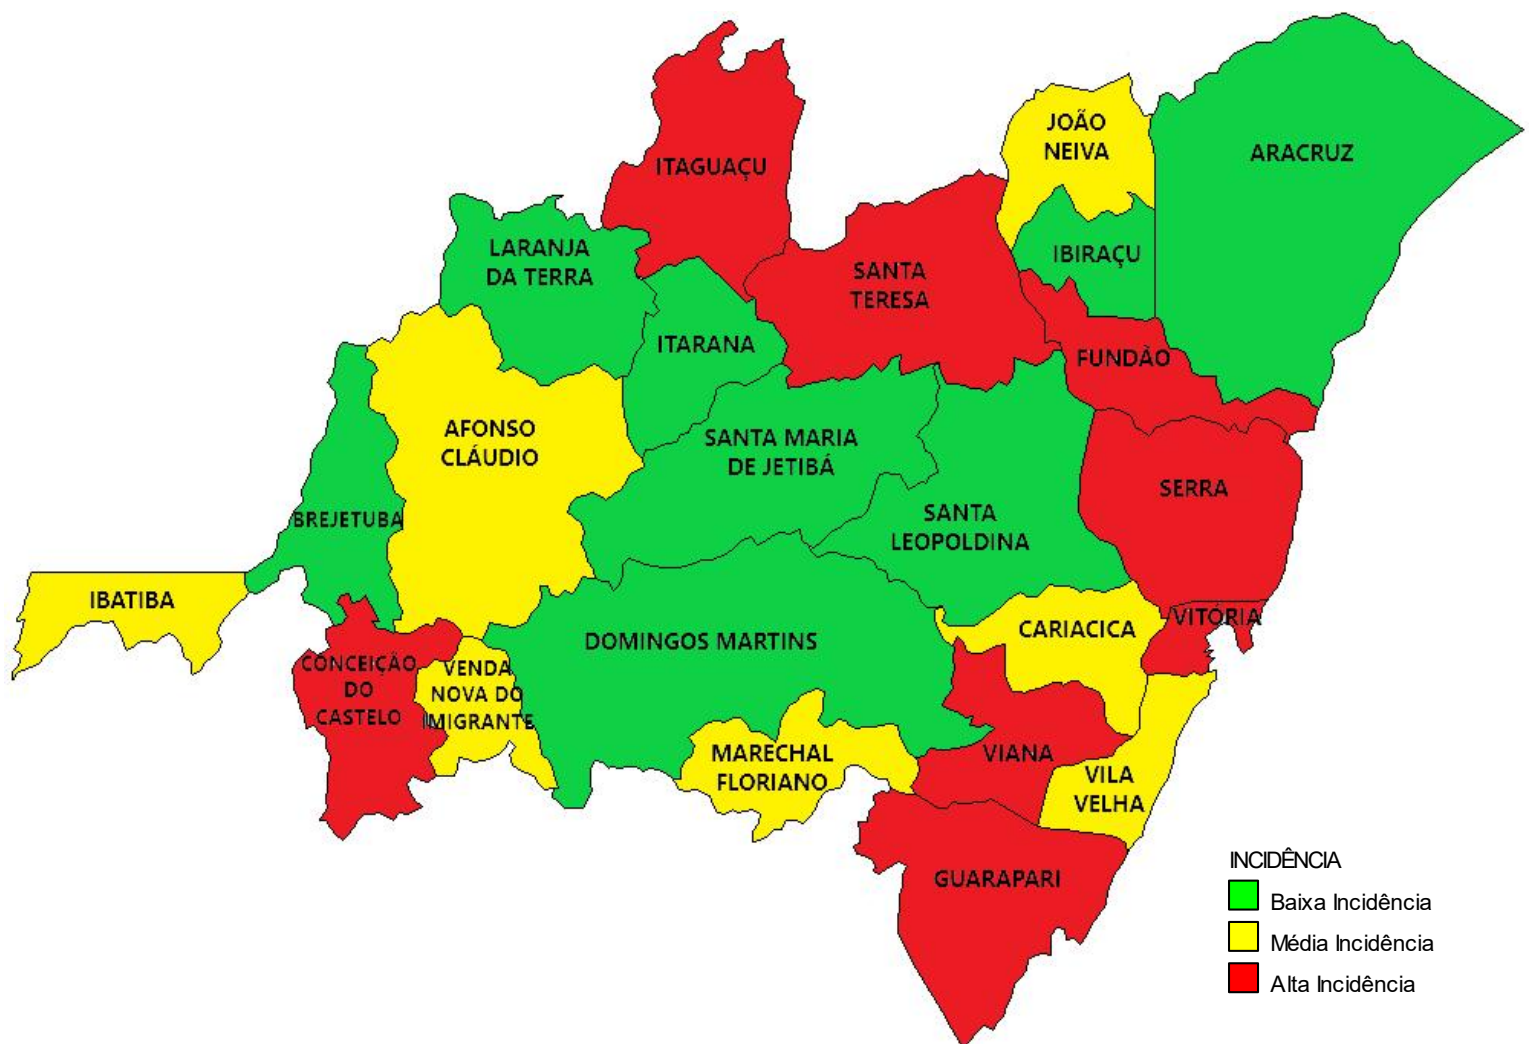 JOÃO
NEIVA
ARACRUZ
ITAGUAÇU
LARANJA
DA TERRA
IBIRAÇU
SANTA
TERESA
ITARANA
FUNDÃO
AFONSO
CLÁUDIO
SANTA MARIA
DE JETIBÁ
SERRA
BREJETUBA
SANTA
LEOPOLDINA
IBATIBA
VITÓRIA
CARIACICA
DOMINGOS MARTINS
CONCEIÇÃO
DO
CASTELO
VENDA
NOVA DO
IMIGRANTE
MARECHAL
FLORIANO
VIANA
VILA
VELHA
GUARAPARI
INCIDÊNCIA
Baixa Incidência
Média Incidência
Alta Incidência